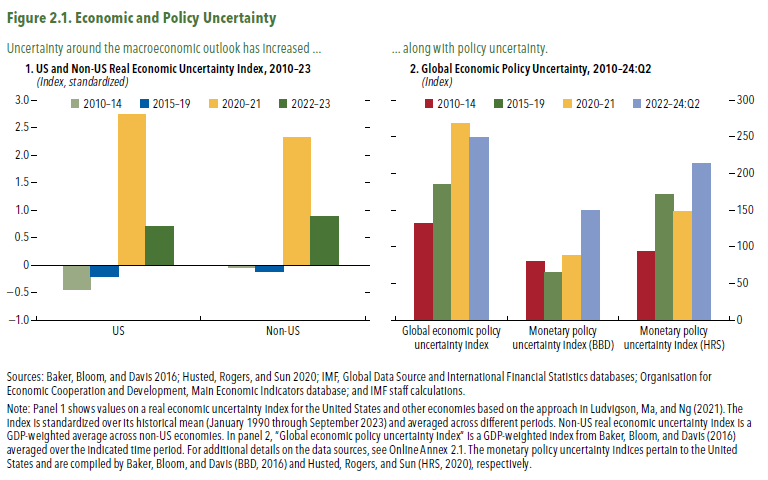 Figure 2.1. Economic and Policy Uncertainty
Uncertainty around the macroeconomic outlook has increased ...
... along with policy uncertainty.
1. US and Non-US Real Economic Uncertainty Index, 2010–23
(Index, standardized)
2010–14
2015–19
2020–21
2022–23
3.0
2.5
2.0
1.5
1.0
0.5
0
–0.5
–1.0
US
Non-US
2. Global Economic Policy Uncertainty, 2010–24:Q2
(Index)
2010–14
2015–19
2020–21
2022–24:Q2
300
250
200
150
100
50
0
Global economic policy
uncertainty index
Monetary policy
uncertainty index (BBD)
Monetary policy
uncertainty index (HRS)
Sources: Baker, Bloom, and Davis 2016; Husted, Rogers, and Sun 2020; IMF, Global Data Source and International Financial Statistics databases; Organisation for
Economic Cooperation and Development, Main Economic Indicators database; and IMF staff calculations.
Note: Panel 1 shows values on a real economic uncertainty index for the United States and other economies based on the approach in Ludvigson, Ma, and Ng (2021). The
index is standardized over its historical mean (January 1990 through September 2023) and averaged across different periods. Non-US real economic uncertainty index is a
GDP-weighted average across non-US economies. In panel 2, “Global economic policy uncertainty index” is a GDP-weighted index from Baker, Bloom, and Davis (2016)
averaged over the indicated time period. For additional details on the data sources, see Online Annex 2.1. The monetary policy uncertainty indices pertain to the United
States and are compiled by Baker, Bloom, and Davis (BBD, 2016) and Husted, Rogers, and Sun (HRS, 2020), respectively.